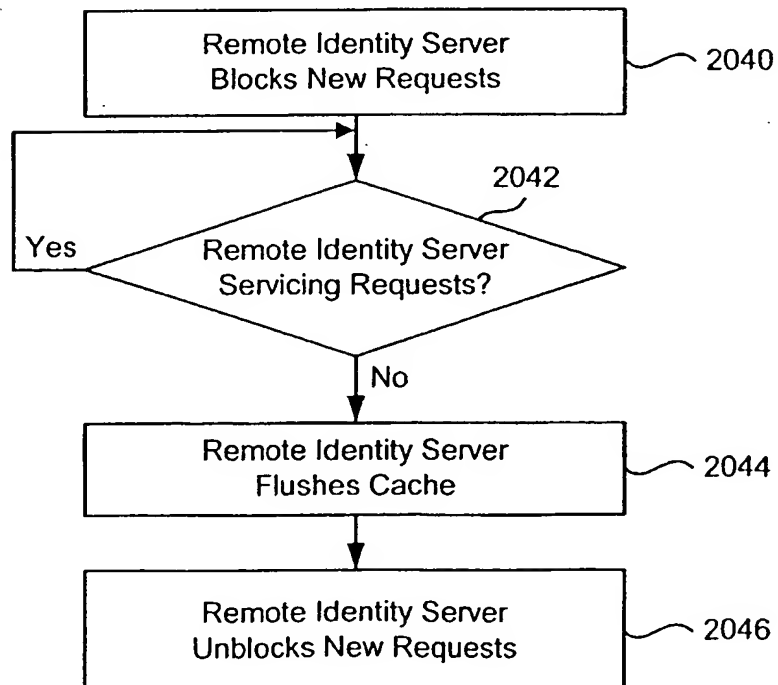 Remote Identity Server
Blocks New Requests
2040
2042
Yes
Remote Identity Server
Servicing Requests?
No
Remote Identity Server
Flushes Cache
2044
Remote Identity Server
Unblocks New Requests
2046